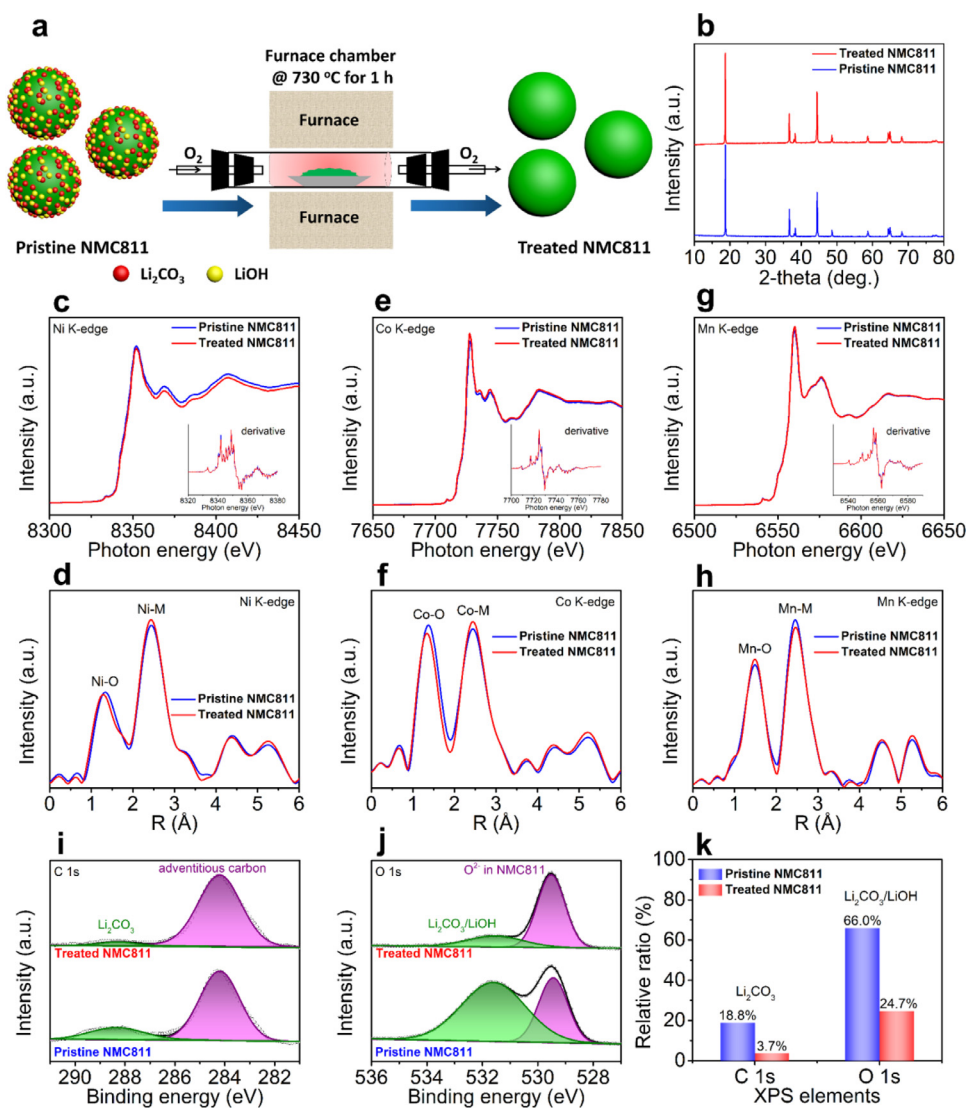 a
Furnace chamber
@ 730 °C for 1 h
Furnace
O₂
O₂
Furnace
Pristine NMC811
Treated NMC811
Li₂CO₃
LiOH
b
Treated NMC811
Pristine NMC811
Intensity (a.u.)
10 20 30 40 50 60 70 80
2-theta (deg.)
c
Ni K-edge
Pristine NMC811
Treated NMC811
Intensity (a.u.)
derivative
8320 8340 8360 8380
Photon energy (eV)
8300 8350 8400 8450
Photon energy (eV)
e
Co K-edge
Pristine NMC811
Treated NMC811
Intensity (a.u.)
derivative
7700 7720 7740 7760 7780
Photon energy (eV)
7650 7700 7750 7800 7850
Photon energy (eV)
g
Mn K-edge
Pristine NMC811
Treated NMC811
Intensity (a.u.)
derivative
6540 6560 6580
Photon energy (eV)
6500 6550 6600 6650
Photon energy (eV)
d
Ni K-edge
Ni-M
Ni-O
Pristine NMC811
Treated NMC811
Intensity (a.u.)
0 1 2 3 4 5 6
R (Å)
f
Co K-edge
Co-O
Co-M
Pristine NMC811
Treated NMC811
Intensity (a.u.)
0 1 2 3 4 5 6
R (Å)
h
Mn K-edge
Mn-M
Mn-O
Pristine NMC811
Treated NMC811
Intensity (a.u.)
0 1 2 3 4 5 6
R (Å)
i
C 1s
adventitious carbon
Li₂CO₃
Treated NMC811
Pristine NMC811
Intensity (a.u.)
290 288 286 284 282
Binding energy (eV)
j
O 1s
O²⁻ in NMC811
Li₂CO₃/LiOH
Treated NMC811
Pristine NMC811
Intensity (a.u.)
536 534 532 530 528
Binding energy (eV)
k
Pristine NMC811
Treated NMC811
Li₂CO₃/LiOH
66.0%
Li₂CO₃
18.8%
3.7%
24.7%
Relative ratio (%)
100
80
60
40
20
0
C 1s
O 1s
XPS elements